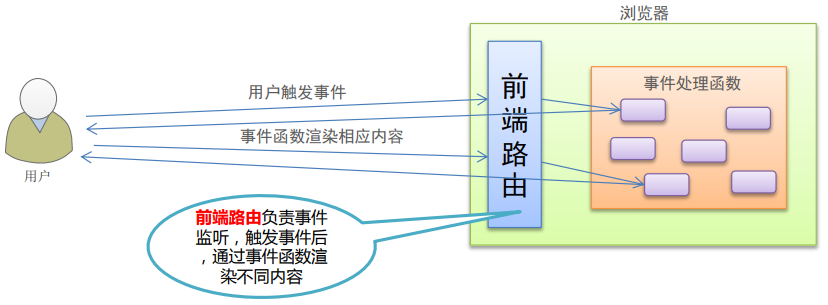 浏览器
用户触发事件
事件函数渲染相应内容
用户
前
端
路
由
事件处理函数
前端路由负责事件
监听，触发事件后
，通过事件函数渲
染不同内容